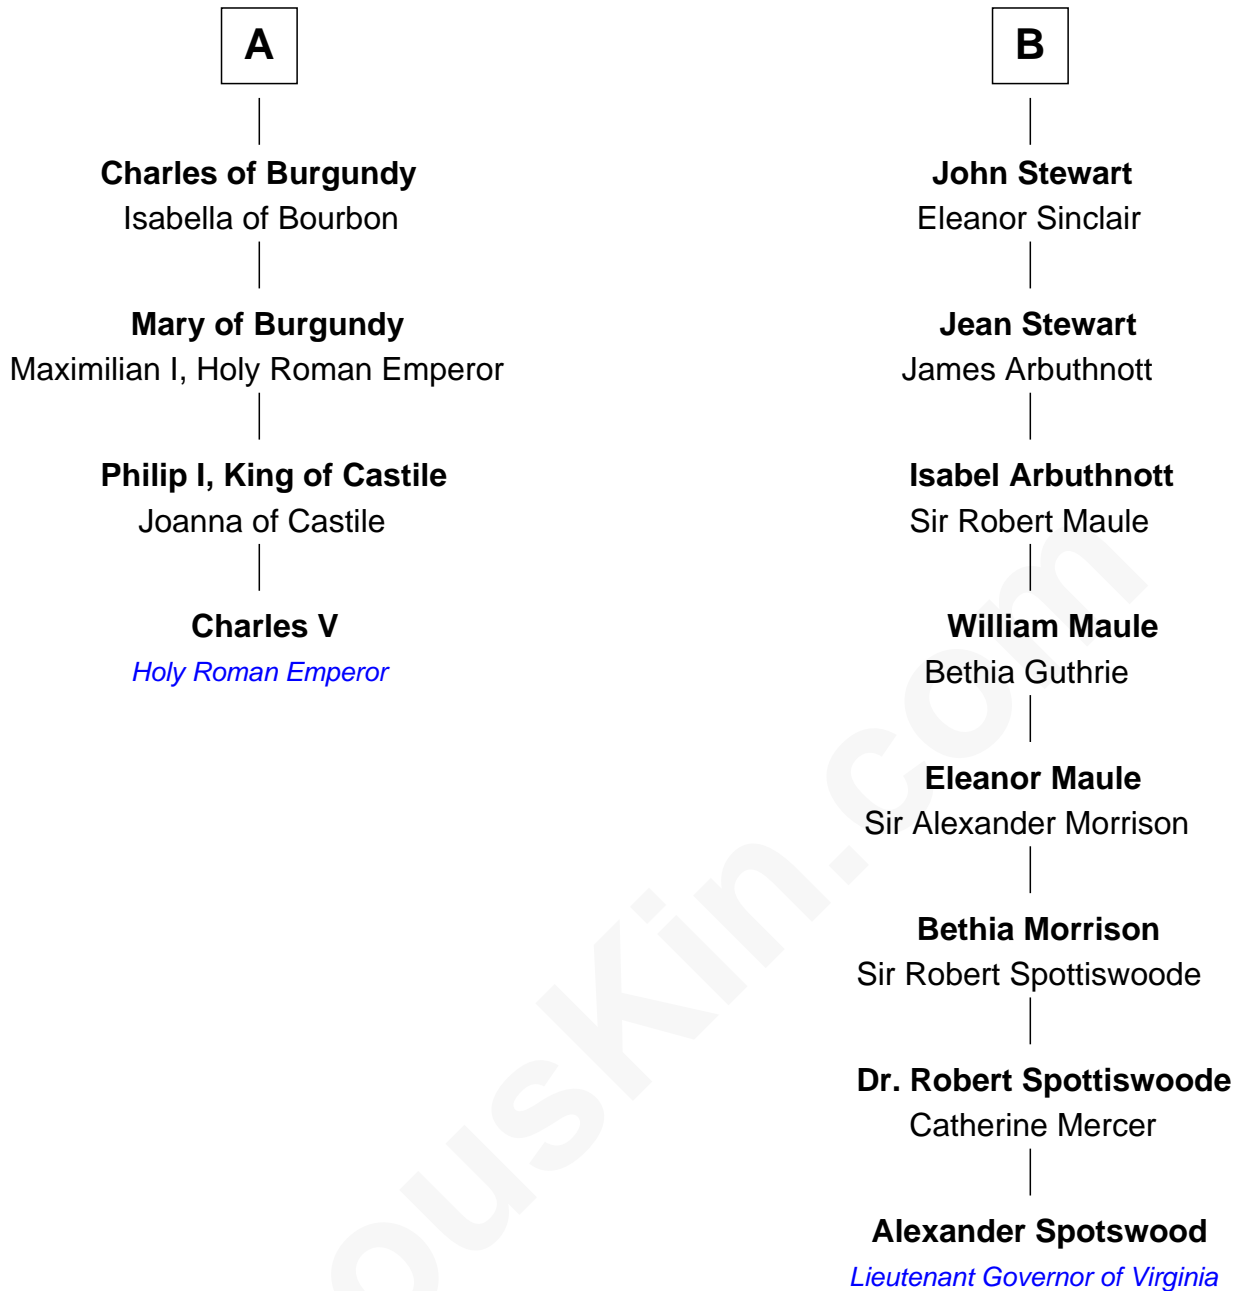 A
Charles of Burgundy
Isabella of Bourbon
Mary of Burgundy
Maximilian I, Holy Roman Emperor
Philip I, King of Castile
Joanna of Castile
Charles V
Holy Roman Emperor
B
John Stewart
Eleanor Sinclair
Jean Stewart
James Arbuthnott
Isabel Arbuthnott
Sir Robert Maule
William Maule
Bethia Guthrie
Eleanor Maule
Sir Alexander Morrison
Bethia Morrison
Sir Robert Spottiswoode
Dr. Robert Spottiswoode
Catherine Mercer
Alexander Spotswood
Lieutenant Governor of Virginia
ousKin.com